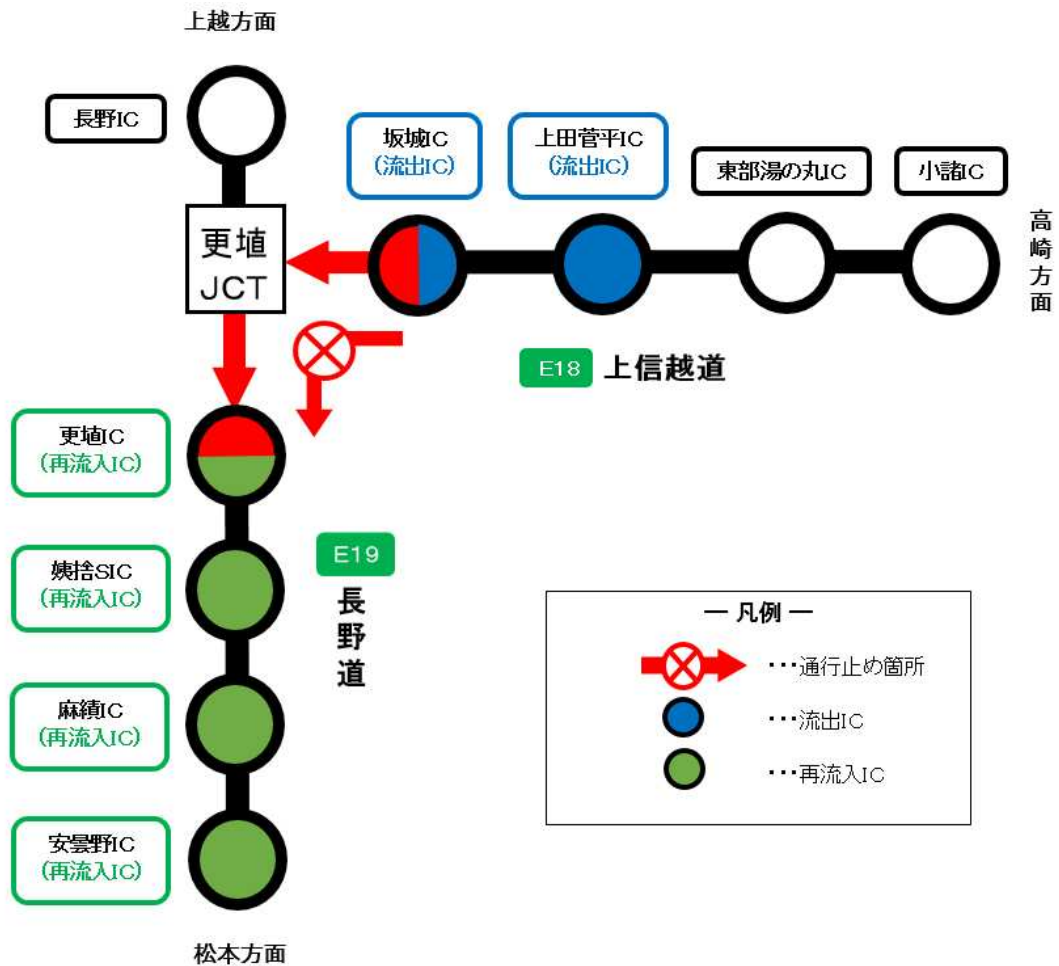 上越方面
長野IC
坂城IC
(流出IC)
上田菅平IC
(流出IC)
東部湯の丸IC
小諸IC
高崎方面
更埴
JCT
E18 上信越道
更埴IC
(再流入IC)
姨捨SIC
(再流入IC)
E19
長野道
麻績IC
(再流入IC)
安曇野IC
(再流入IC)
松本方面
― 凡例 ―
・・・通行止め箇所
・・・流出IC
・・・再流入IC